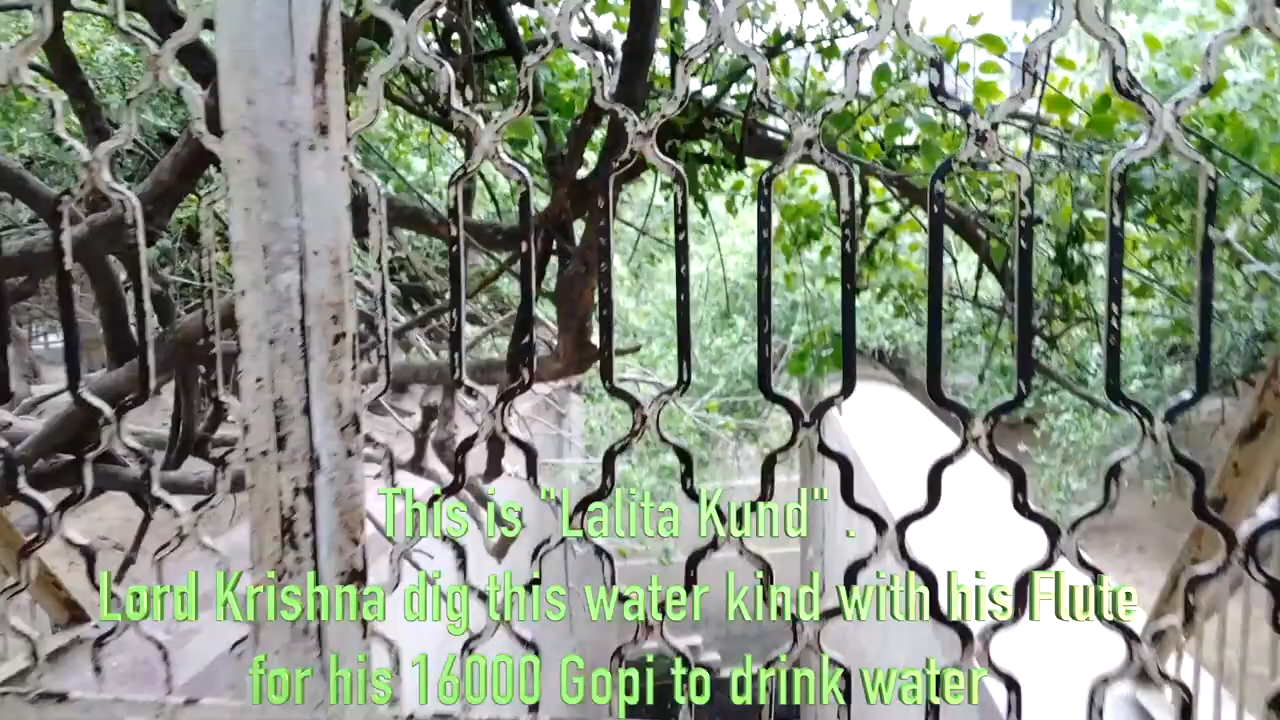 This is "Lalita Kund" .
Lord Krishna dig this water kind with his Flute
for his 16000 Gopi to drink water